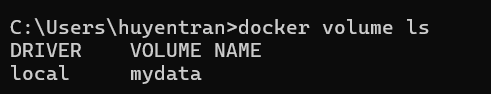 C:\Users\huyentran>docker volume ls
DRIVER    VOLUME NAME
local     mydata